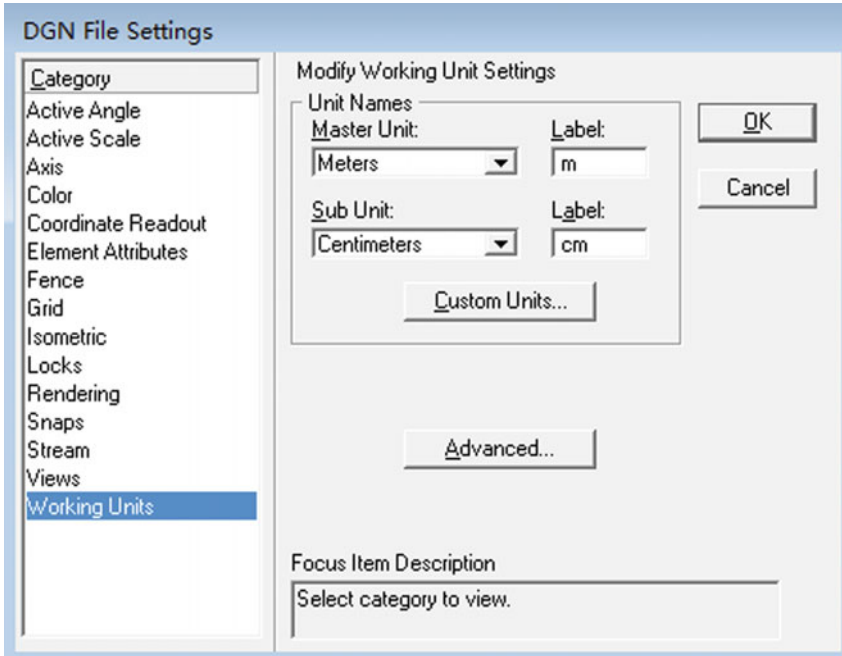 DGN File Settings
Category
Active Angle
Active Scale
Axis
Color
Coordinate Readout
Element Attributes
Fence
Grid
Isometric
Locks
Rendering
Snaps
Stream
Views
Working Units
Modify Working Unit Settings
Unit Names
Master Unit: Label:
Meters m
Sub Unit: Label:
Centimeters cm
Custom Units...
Advanced...
Focus Item Description
Select category to view.
OK
Cancel